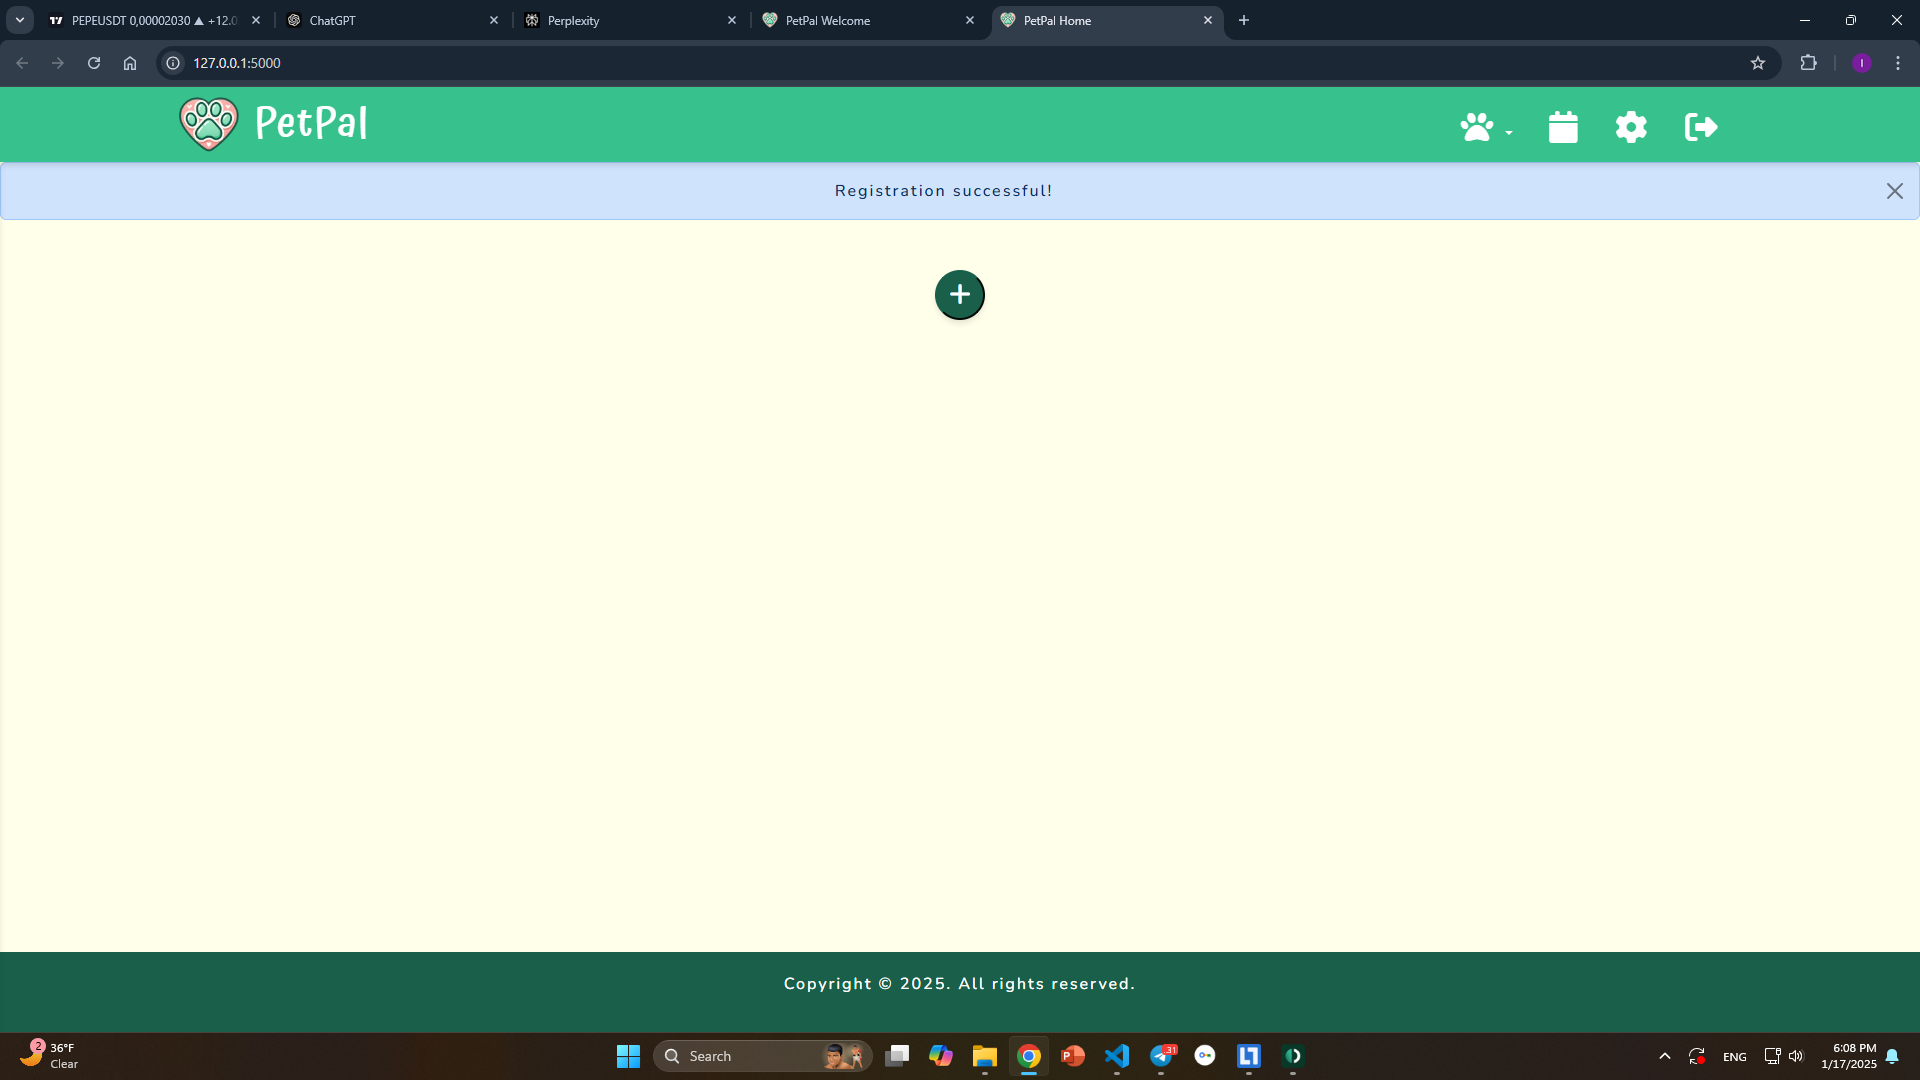 PEPEUSDT 0,00002030 ▲ +12.0
ChatGPT
Perplexity
PetPal Welcome
PetPal Home
127.0.0.1:5000
I
PetPal
Registration successful!
Copyright © 2025. All rights reserved.
2
36°F
Clear
Search
31
ENG
6:08 PM
1/17/2025